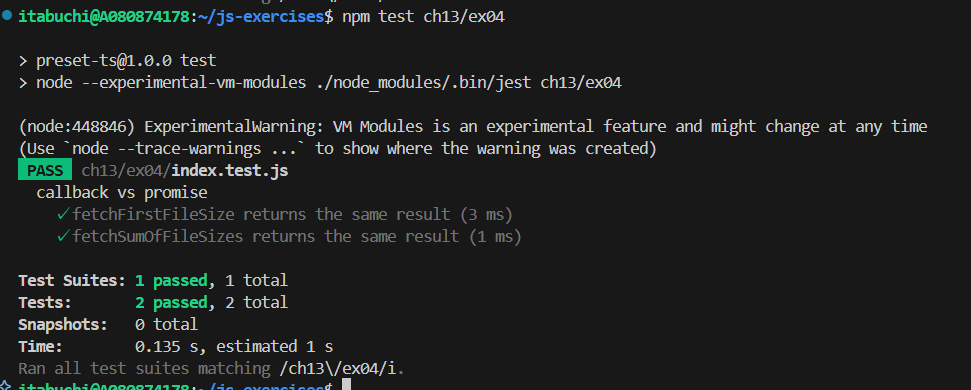 itabuchi@A080874178:~/js-exercises$ npm test ch13/ex04
> preset-ts@1.0.0 test
> node --experimental-vm-modules ./node_modules/.bin/jest ch13/ex04
(node:448846) ExperimentalWarning: VM Modules is an experimental feature and might change at any time
(Use `node --trace-warnings ...` to show where the warning was created)
PASS ch13/ex04/index.test.js
callback vs promise
✓fetchFirstFileSize returns the same result (3 ms)
✓fetchSumOfFileSizes returns the same result (1 ms)
Test Suites: 1 passed, 1 total
Tests: 2 passed, 2 total
Snapshots: 0 total
Time: 0.135 s, estimated 1 s
Ran all test suites matching /ch13\/ex04/i.
itabuchi@A080874178:~/js-exercises$